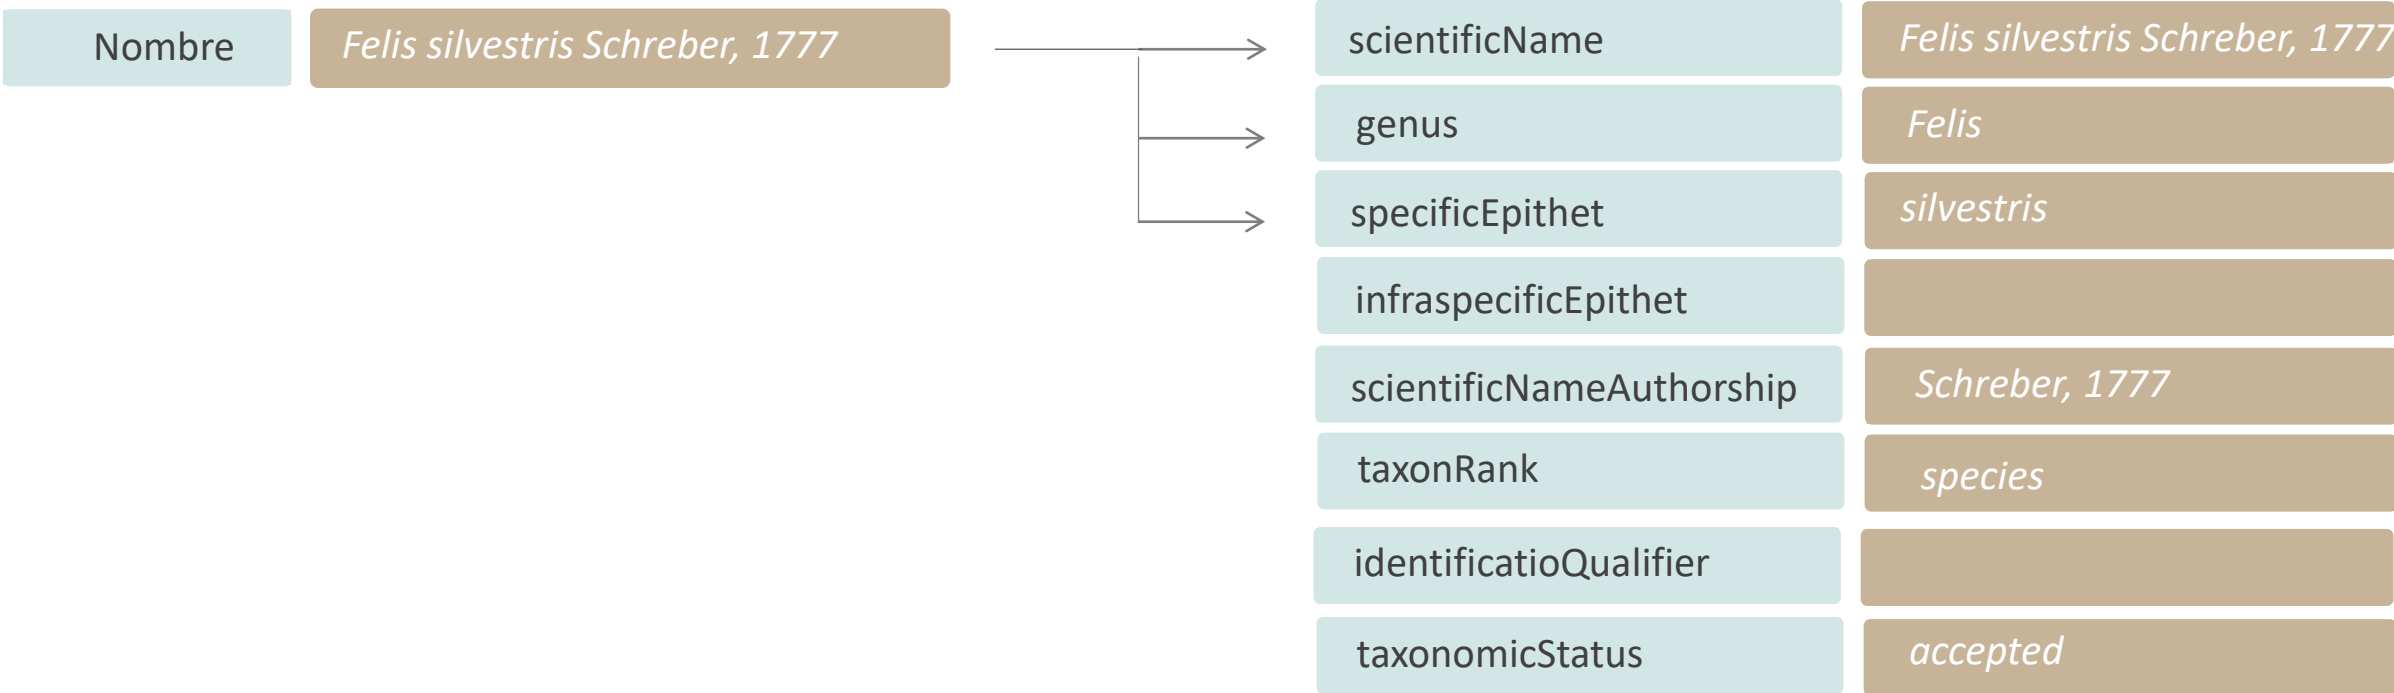 Nombre
Felis silvestris Schreber, 1777
scientificName
Felis silvestris Schreber, 1777
genus
Felis
specificEpithet
silvestris
infraspecificEpithet
scientificNameAuthorship
Schreber, 1777
taxonRank
species
identificatioQualifier
taxonomicStatus
accepted